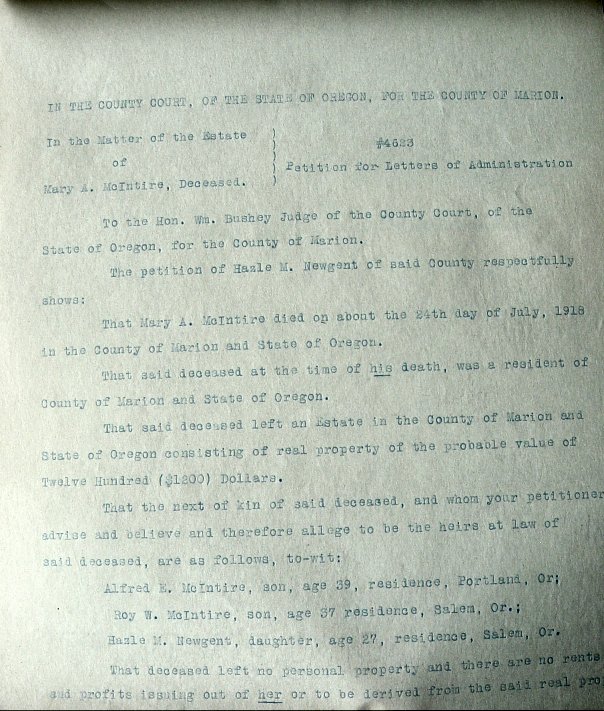 IN THE COUNTY COURT, OF THE STATE OF OREGON, FOR THE COUNTY OF MARION.
In the Matter of the Estate )
of ) #4623
Mary A. McIntire, Deceased. ) Petition for Letters of Administration
To the Hon. Wm. Bushey Judge of the County Court, of the
State of Oregon, for the County of Marion.
The petition of Hazle M. Newgent of said County respectfully
shows:
That Mary A. McIntire died on about the 24th day of July, 1918
in the County of Marion and State of Oregon.
That said deceased at the time of his death, was a resident of
County of Marion and State of Oregon.
That said deceased left an Estate in the County of Marion and
State of Oregon consisting of real property of the probable value of
Twelve Hundred ($1200) Dollars.
That the next of kin of said deceased, and whom your petitioner
advise and believe and therefore allege to be the heirs at law of
said deceased, are as follows, to-wit:
Alfred E. McIntire, son, age 39, residence, Portland, Or;
Roy W. McIntire, son, age 37 residence, Salem, Or.;
Hazle M. Newgent, daughter, age 27, residence, Salem, Or.
That deceased left no personal property and there are no rents
and profits issuing out of her or to be derived from the said real pro